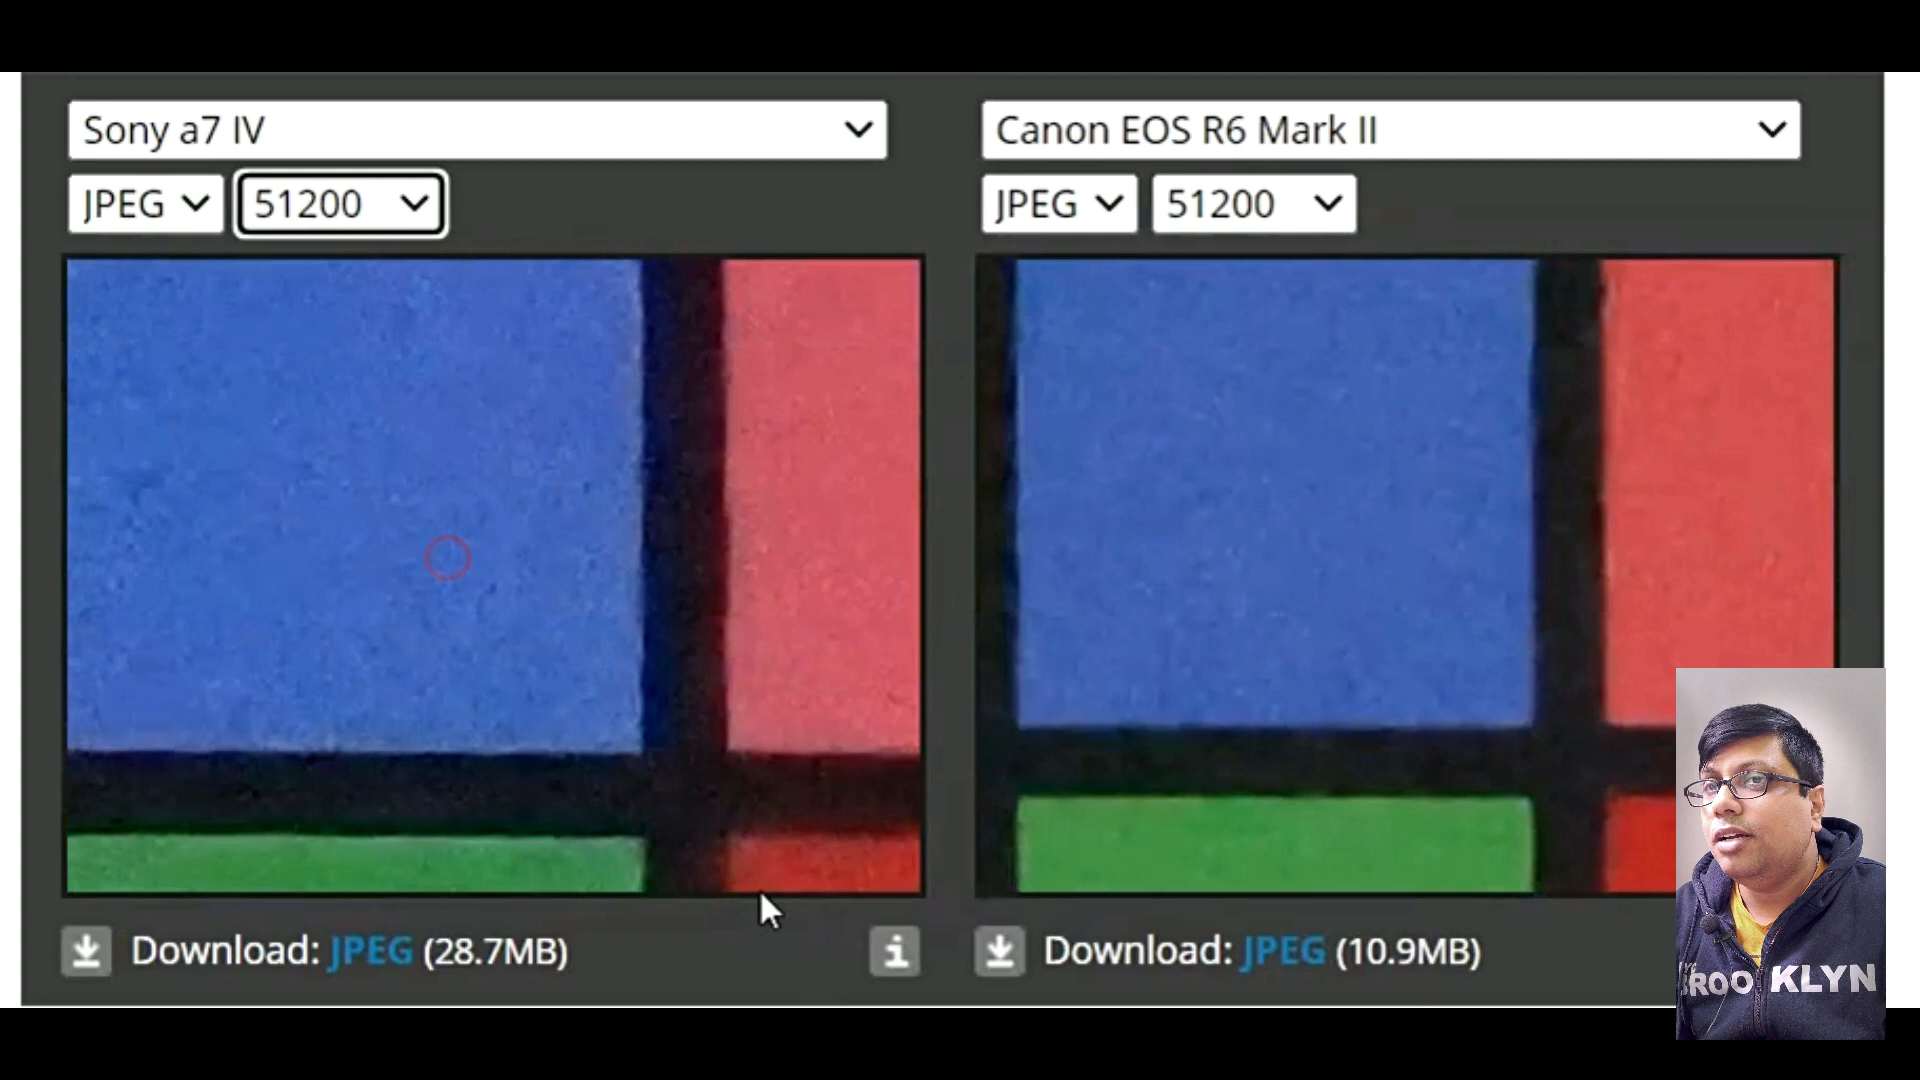 Sony a7 IV
JPEG 51200
Canon EOS R6 Mark II
JPEG 51200
Download: JPEG (28.7MB)
i
Download: JPEG (10.9MB)
BROOKLYN